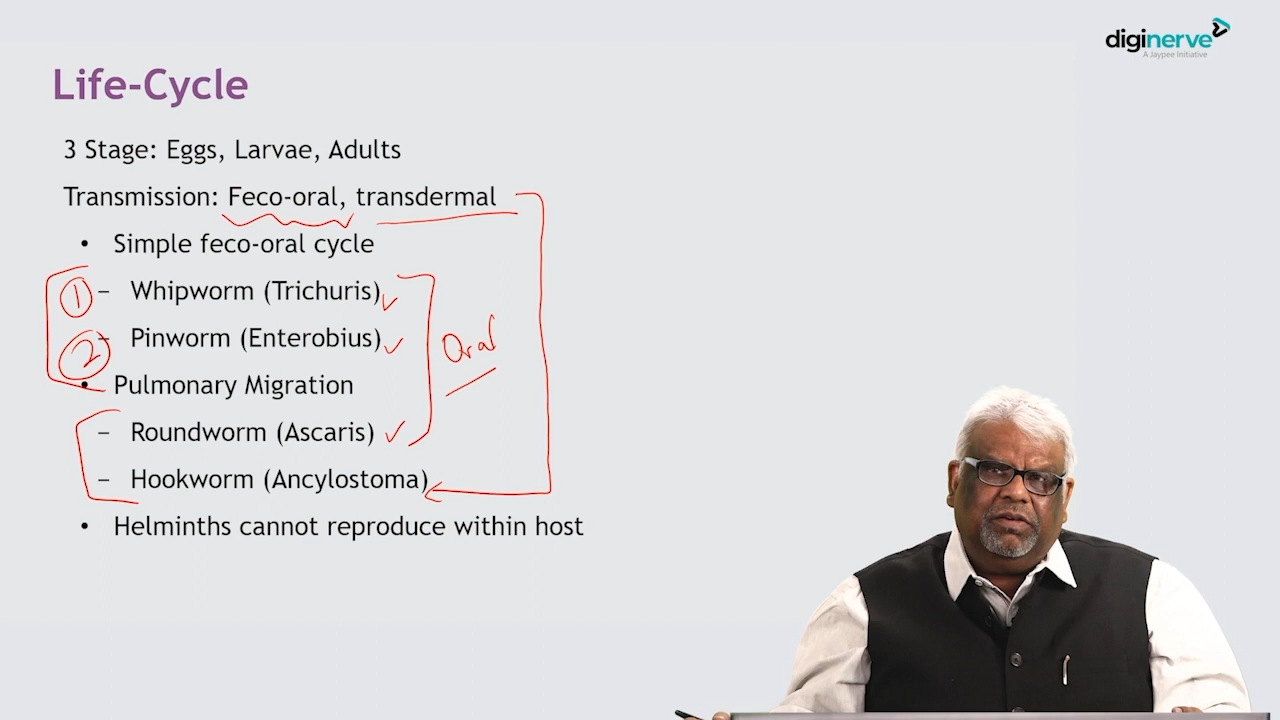 diginerve
A Jaypee Initiative
Life-Cycle
3 Stage: Eggs, Larvae, Adults
Transmission: Feco-oral, transdermal
• Simple feco-oral cycle
① – Whipworm (Trichuris)
② – Pinworm (Enterobius)
Oral
• Pulmonary Migration
– Roundworm (Ascaris)
– Hookworm (Ancylostoma)
• Helminths cannot reproduce within host